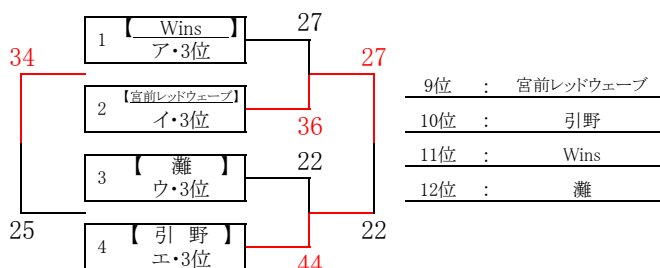 27
1 【 Wins 】
ア・3位
34
27
2 【宮前レッドウェーブ】
イ・3位
36
3 【 灘 】
ウ・3位
22
25
22
4 【 引 野 】
エ・3位
44
9位 : 宮前レッドウェーブ
10位 : 引野
11位 : Wins
12位 : 灘